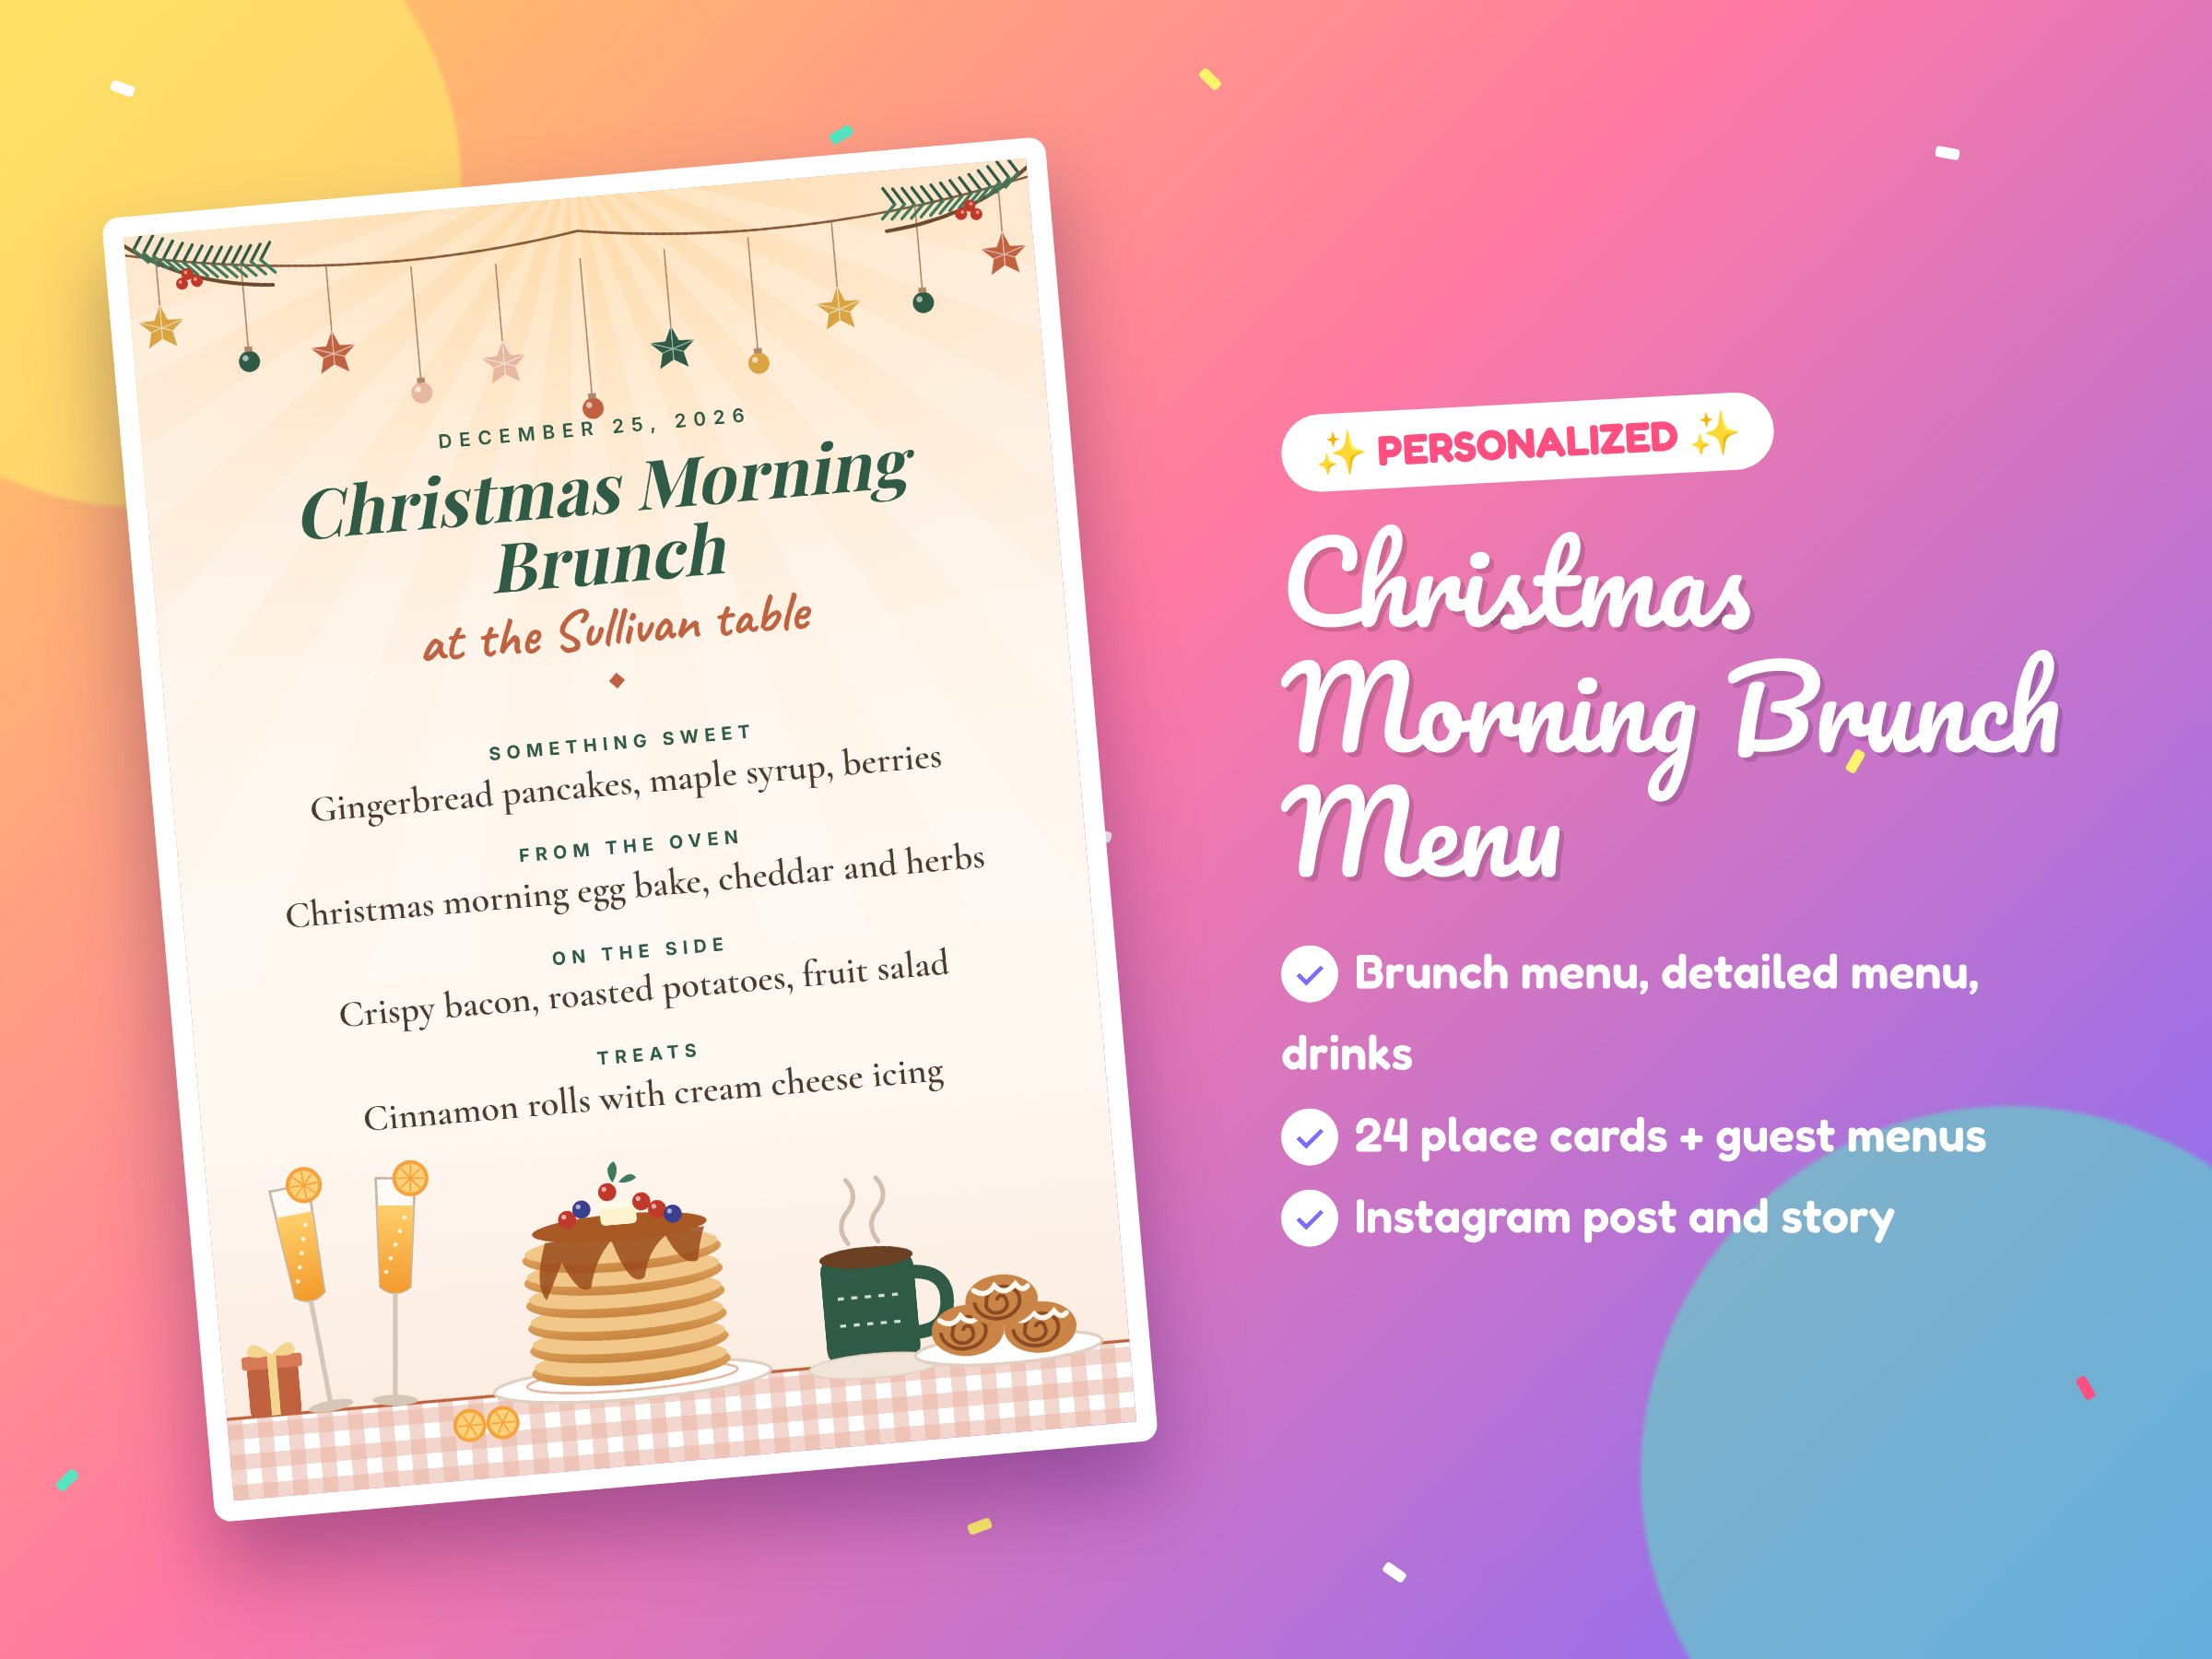 DECEMBER 25, 2026
Christmas Morning
Brunch
at the Sullivan table
SOMETHING SWEET
Gingerbread pancakes, maple syrup, berries
FROM THE OVEN
Christmas morning egg bake, cheddar and herbs
ON THE SIDE
Crispy bacon, roasted potatoes, fruit salad
TREATS
Cinnamon rolls with cream cheese icing
✨ PERSONALIZED ✨
Christmas
Morning Brunch
Menu
Brunch menu, detailed menu,
drinks
24 place cards + guest menus
Instagram post and story